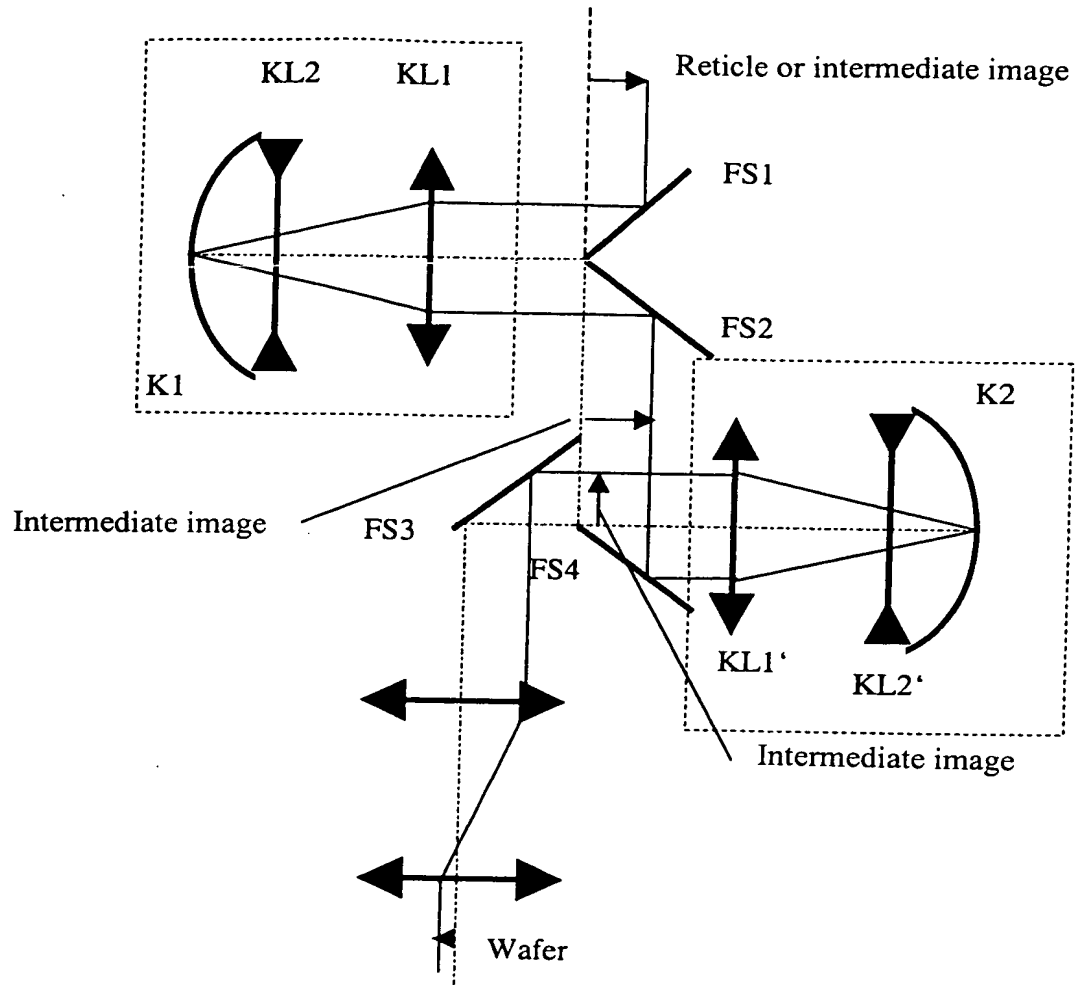 Reticle or intermediate image
KL2
KL1
FS1
FS2
K1
K2
Intermediate image
FS3
FS4
KL1‘
KL2‘
Intermediate image
Wafer